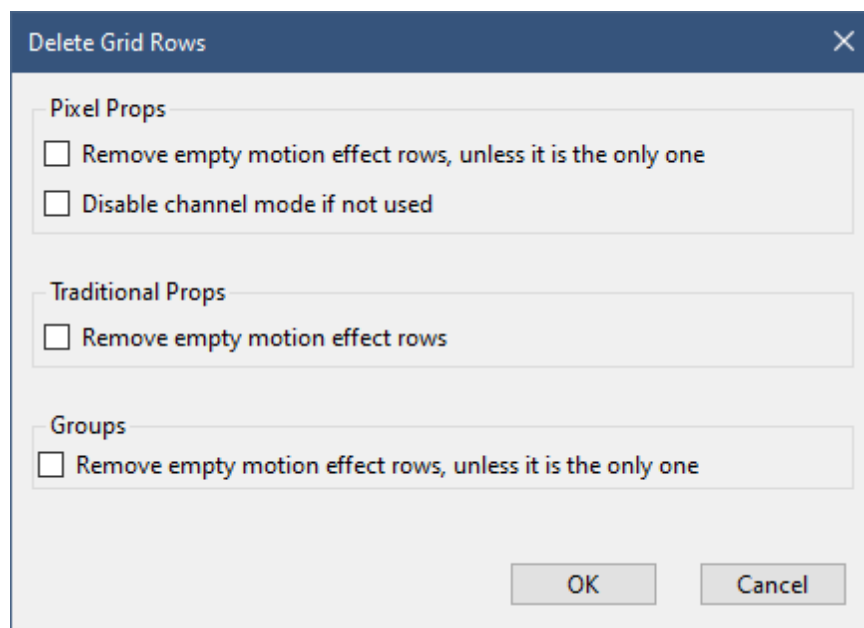 Delete Grid Rows
Pixel Props
Remove empty motion effect rows, unless it is the only one
Disable channel mode if not used
Traditional Props
Remove empty motion effect rows
Groups
Remove empty motion effect rows, unless it is the only one
OK
Cancel